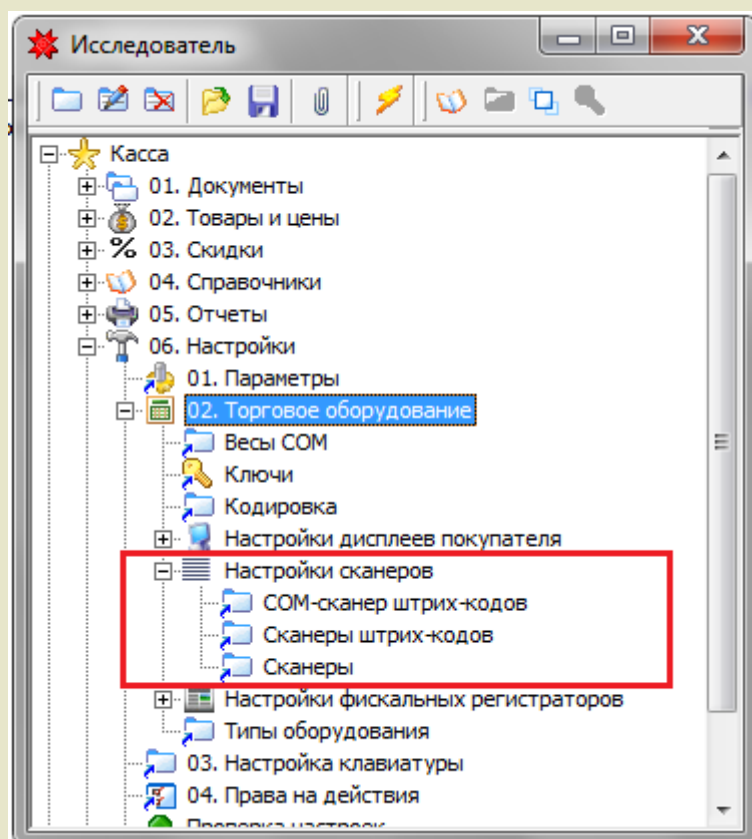 Исследователь
Касса
01. Документы
02. Товары и цены
% 03. Скидки
04. Справочники
05. Отчеты
06. Настройки
01. Параметры
02. Торговое оборудование
Весы COM
Ключи
Кодировка
Настройки дисплеев покупателя
Настройки сканеров
COM-сканер штрих-кодов
Сканеры штрих-кодов
Сканеры
Настройки фискальных регистраторов
Типы оборудования
03. Настройка клавиатуры
04. Права на действия
Проверка настроек